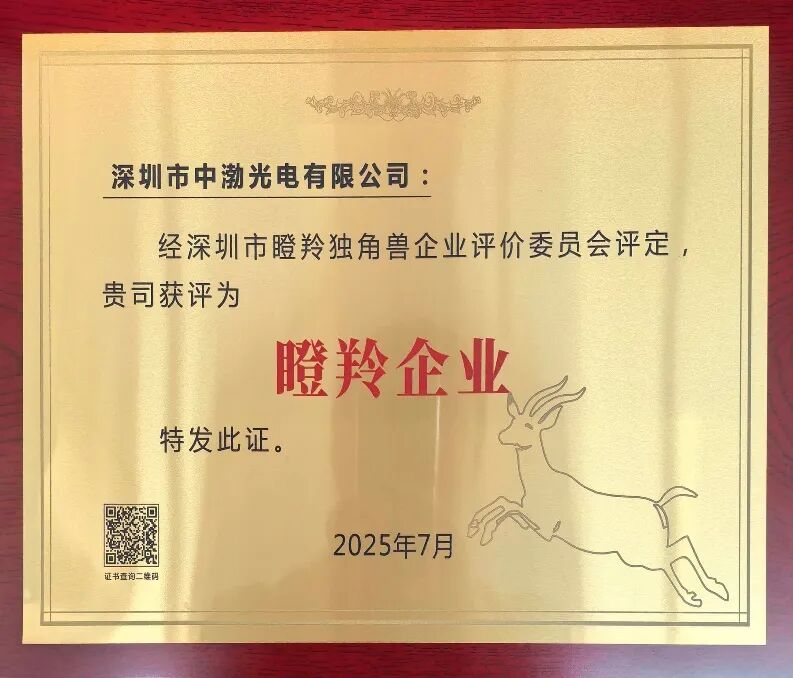 深圳市中渤光电有限公司：
经深圳市瞪羚独角兽企业评价委员会评定，
贵司获评为
瞪羚企业
特发此证。
2025年7月
证书查询二维码